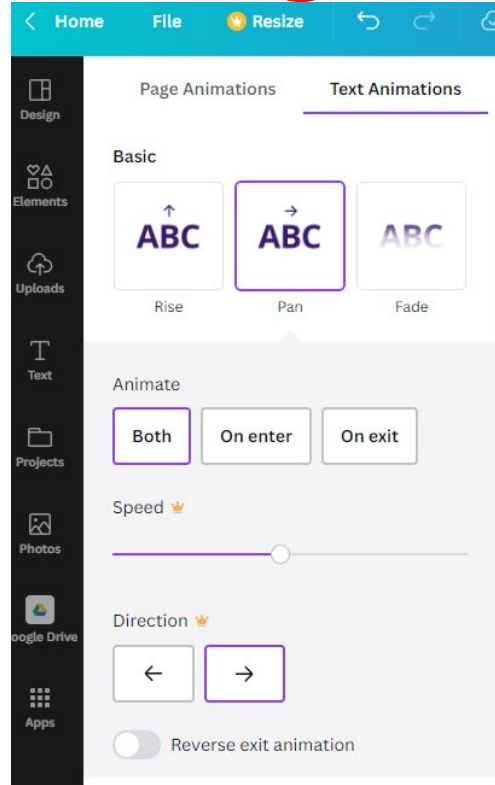 Home File Resize
Page Animations Text Animations
Design
Basic
Elements
ABC ABC ABC
Uploads
Rise Pan Fade
Text
Animate
Both On enter On exit
Projects
Speed
Photos
oogle Drive
Direction
Apps
Reverse exit animation